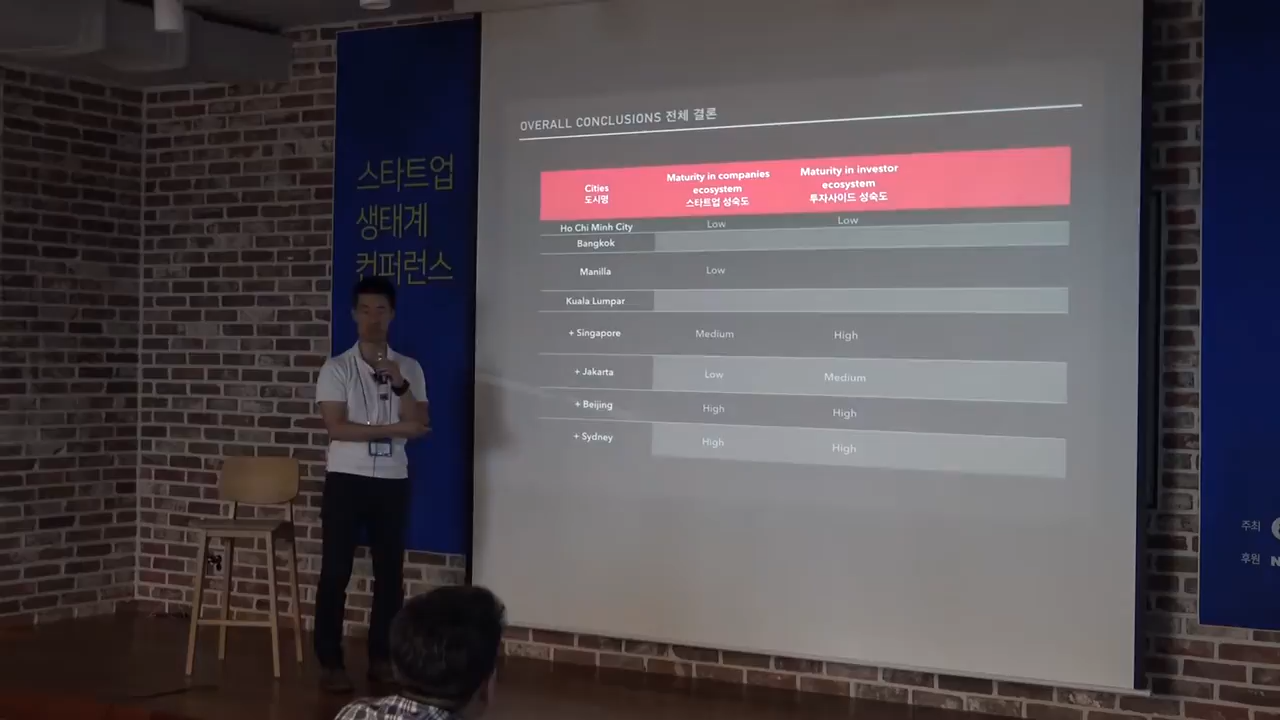 스타트업
생태계
컨퍼런스
OVERALL CONCLUSIONS 전체 결론
Cities
도시명
Maturity in companies
ecosystem
스타트업 성숙도
Maturity in investor
ecosystem
투자사이드 성숙도
Ho Chi Minh City Low Low
Bangkok
Manilla Low
Kuala Lumpar
+ Singapore Medium High
+ Jakarta Low Medium
+ Beijing High High
+ Sydney High High
주최
후원 N